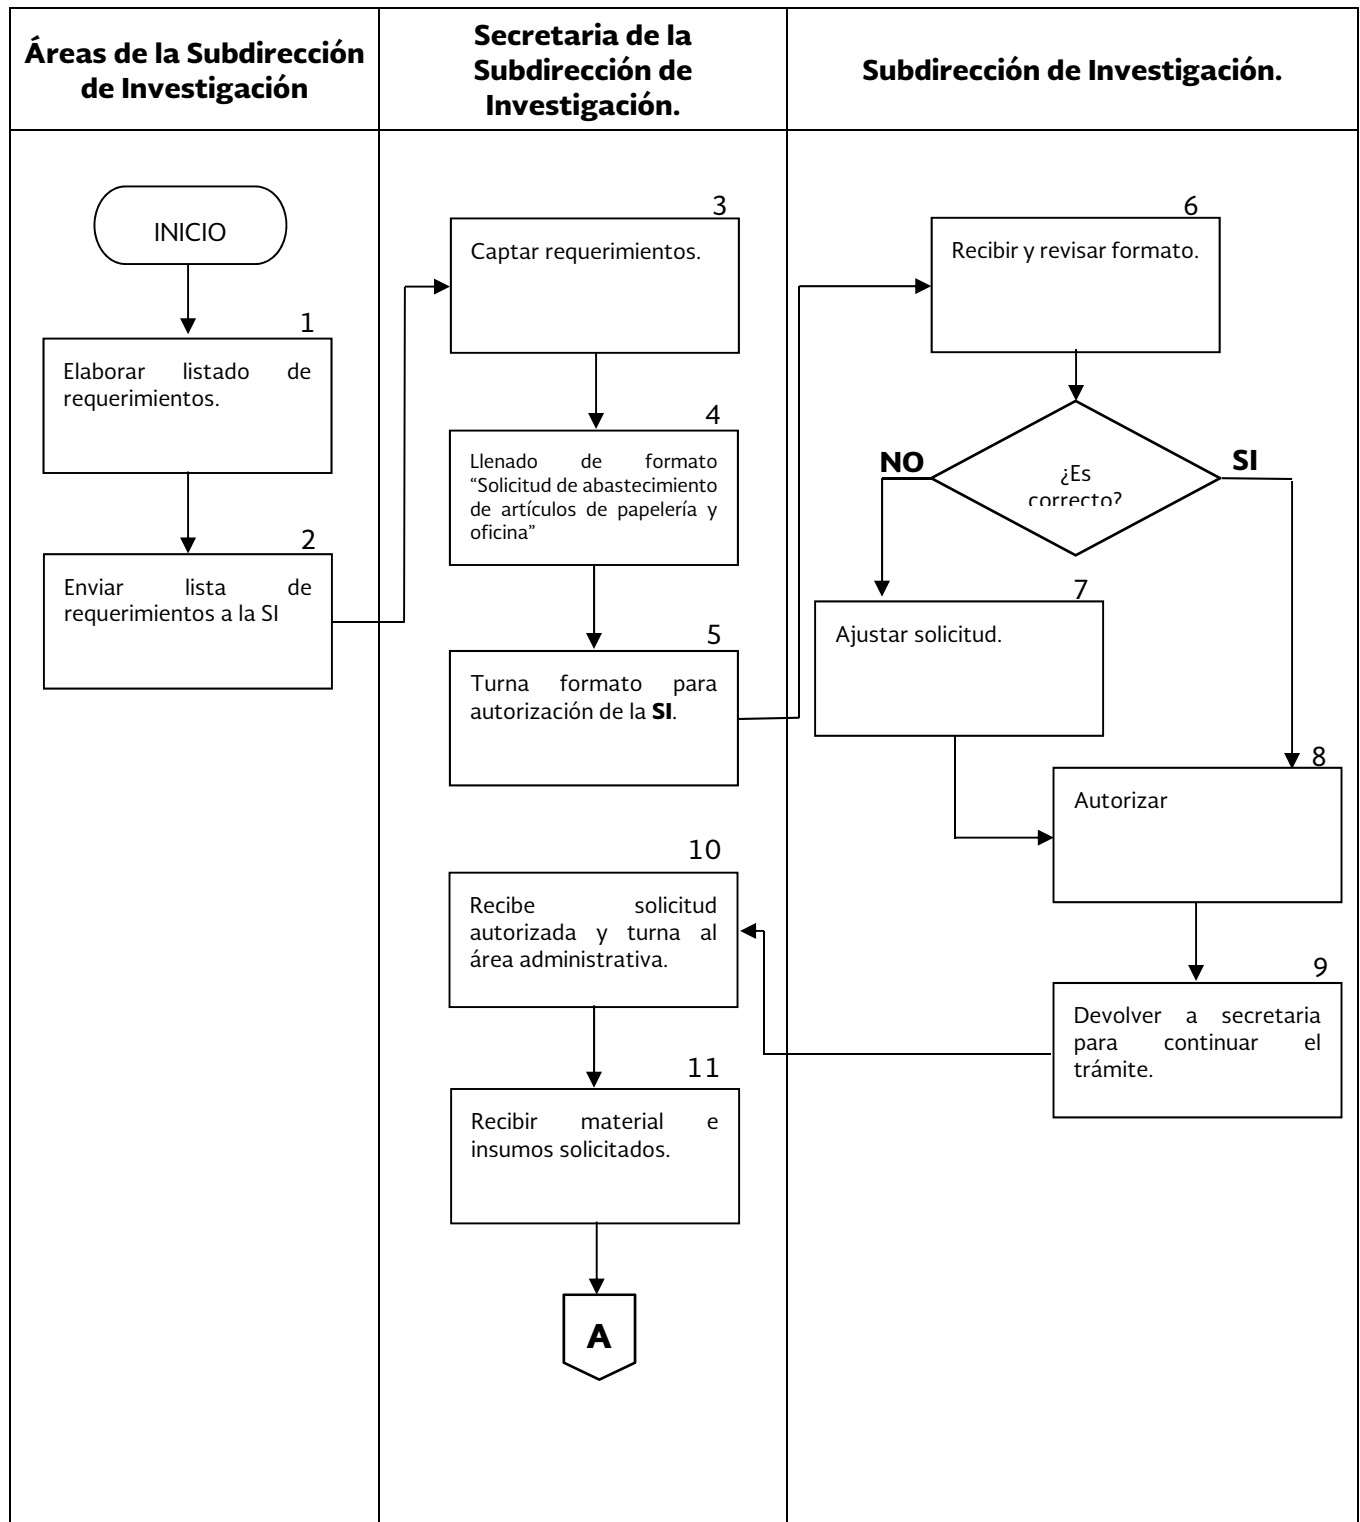 Áreas de la Subdirección
de Investigación
Secretaria de la
Subdirección de
Investigación.
Subdirección de Investigación.
INICIO
1
Elaborar listado de
requerimientos.
2
Enviar lista de
requerimientos a la SI
3
Captar requerimientos.
4
Llenado de formato
“Solicitud de abastecimiento
de artículos de papelería y
oficina”
5
Turna formato para
autorización de la SI.
6
Recibir y revisar formato.
¿Es
correcto?
NO
SI
7
Ajustar solicitud.
8
Autorizar
9
Devolver a secretaria
para continuar el
trámite.
10
Recibe solicitud
autorizada y turna al
área administrativa.
11
Recibir material e
insumos solicitados.
A